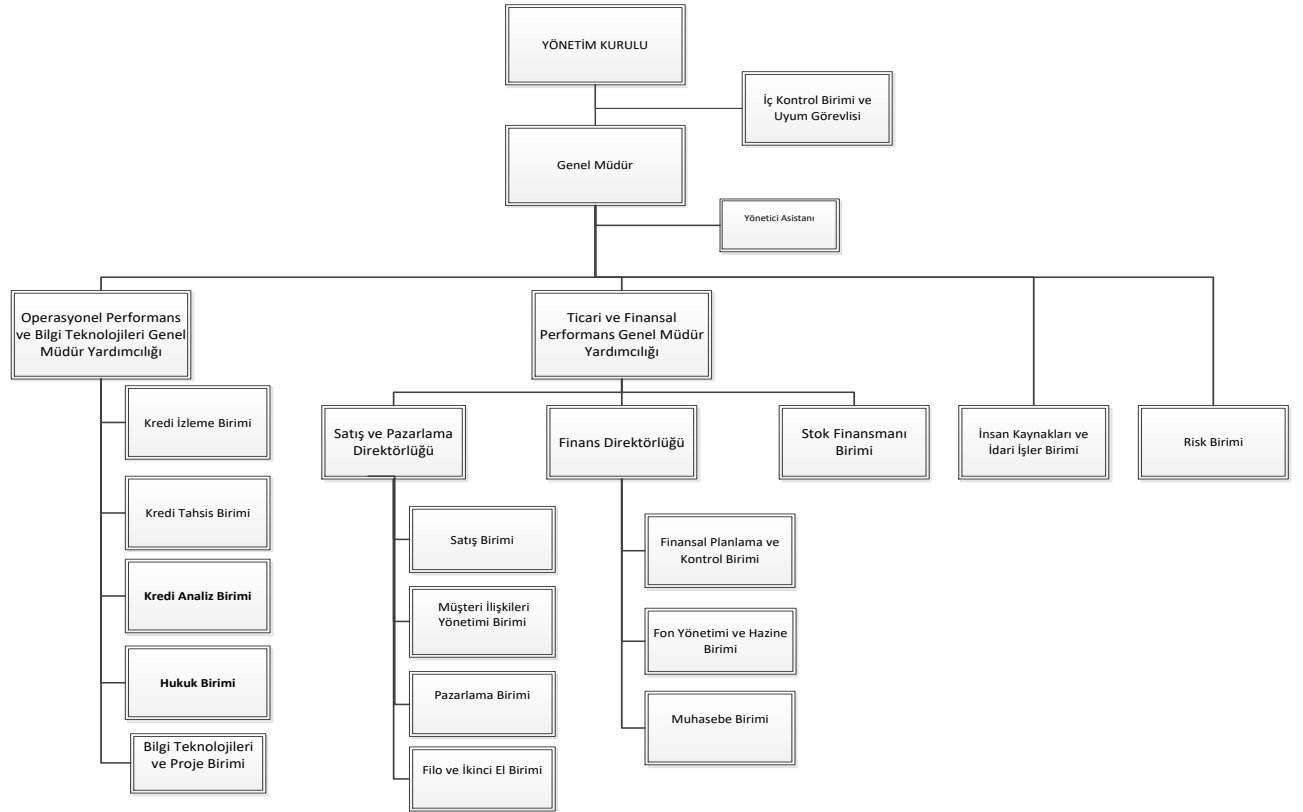 YÖNETİM KURULU
İç Kontrol Birimi ve
Uyum Görevlisi
Genel Müdür
Yönetici Asistanı
Operasyonel Performans
ve Bilgi Teknolojileri Genel
Müdür Yardımcılığı
Ticari ve Finansal
Performans Genel Müdür
Yardımcılığı
Kredi İzleme Birimi
Kredi Tahsis Birimi
Kredi Analiz Birimi
Hukuk Birimi
Bilgi Teknolojileri
ve Proje Birimi
Satış ve Pazarlama
Direktörlüğü
Satış Birimi
Müşteri İlişkileri
Yönetimi Birimi
Pazarlama Birimi
Filo ve İkinci El Birimi
Finans Direktörlüğü
Finansal Planlama ve
Kontrol Birimi
Fon Yönetimi ve Hazine
Birimi
Muhasebe Birimi
Stok Finansmanı
Birimi
İnsan Kaynakları ve
İdari İşler Birimi
Risk Birimi